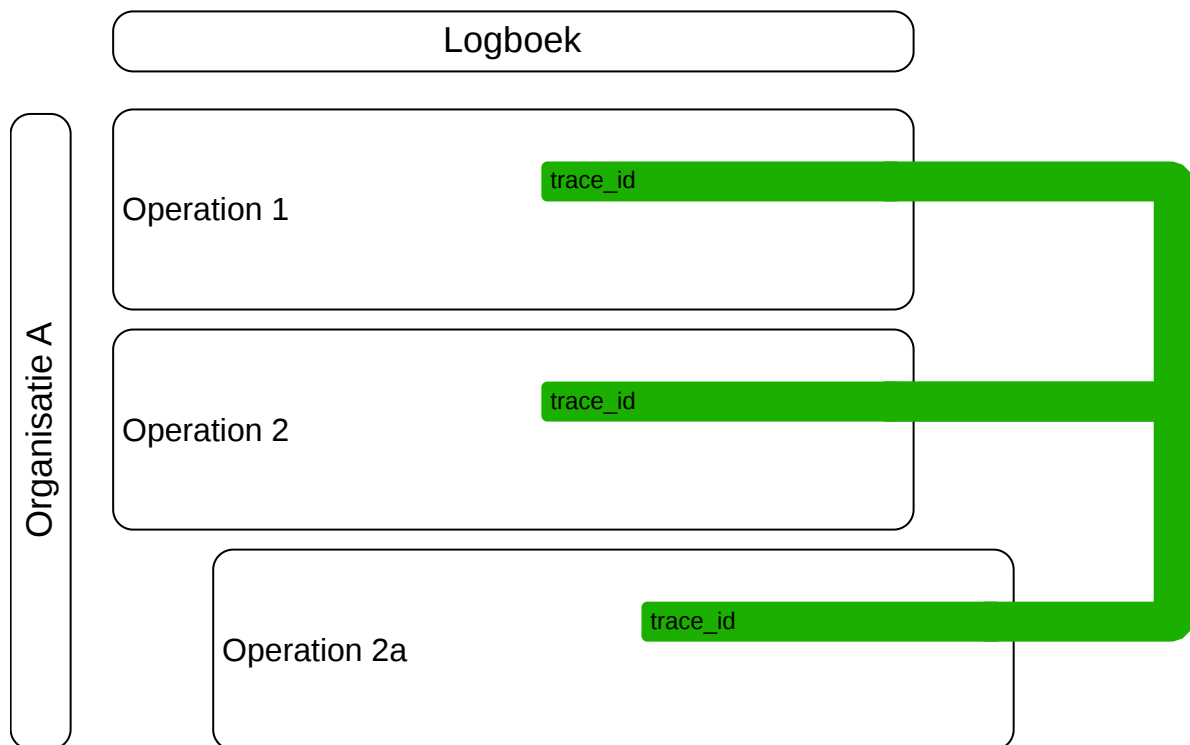 Logboek
Organisatie A
Operation 1
trace_id
Operation 2
trace_id
Operation 2a
trace_id